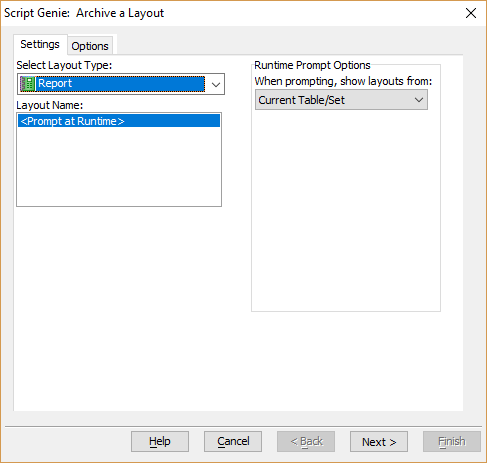 Script Genie:  Archive a Layout
Settings
Options
Select Layout Type:
Report
Layout Name:
<Prompt at Runtime>
Runtime Prompt Options
When prompting, show layouts from:
Current Table/Set
Help
Cancel
< Back
Next >
Finish